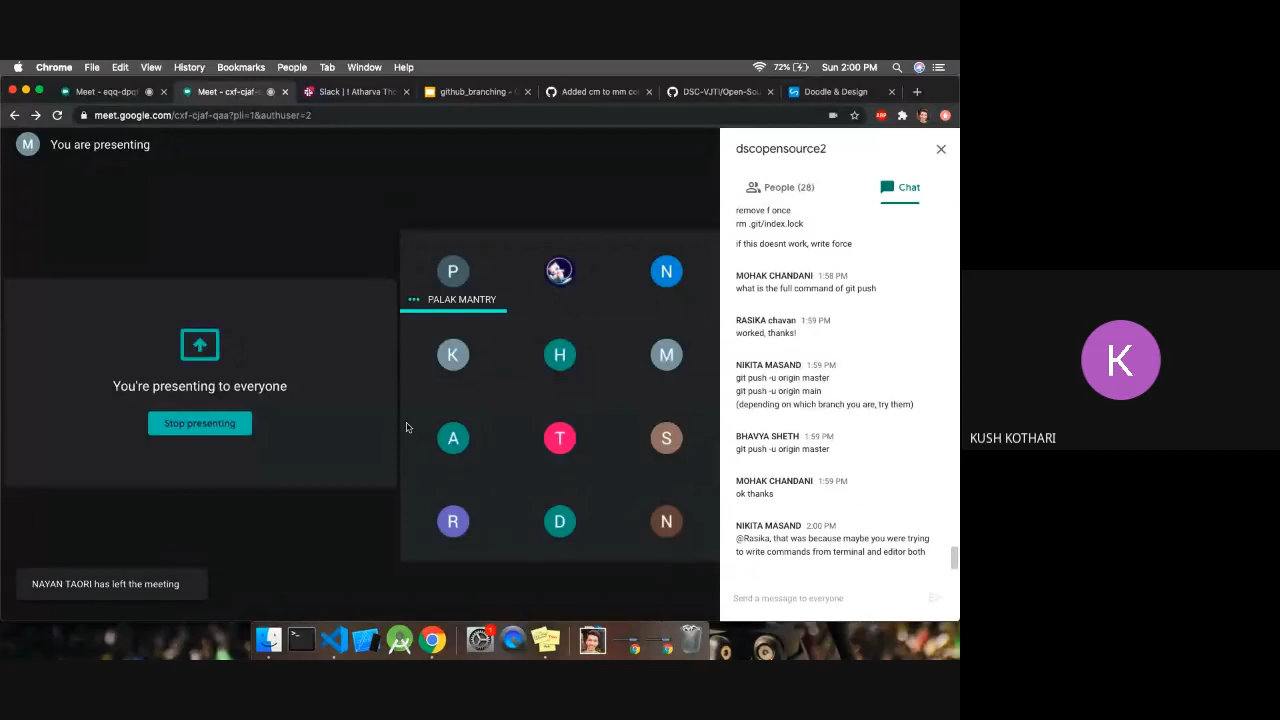 Chrome File Edit View History Bookmarks People Tab Window Help 72% Sun 2:00 PM
Meet - eqq-dpq Meet - cxf-cjaf- Slack | ! Atharva Tho github_branching - Added cm to mm co DSC-VJTI/Open-Sou Doodle & Design
meet.google.com/cxf-cjaf-qaa?pli=1&authuser=2
M You are presenting
dscopensource2
People (28) Chat
remove f once
rm .git/index.lock
if this doesnt work, write force
MOHAK CHANDANI 1:58 PM
what is the full command of git push
RASIKA chavan 1:59 PM
worked, thanks!
NIKITA MASAND 1:59 PM
git push -u origin master
git push -u origin main
(depending on which branch you are, try them)
BHAVYA SHETH 1:59 PM
git push -u origin master
MOHAK CHANDANI 1:59 PM
ok thanks
NIKITA MASAND 2:00 PM
@Rasika, that was because maybe you were trying
to write commands from terminal and editor both
Send a message to everyone
P N
PALAK MANTRY
K H M
A T S
R D N
You're presenting to everyone
Stop presenting
NAYAN TAORI has left the meeting
K
KUSH KOTHARI